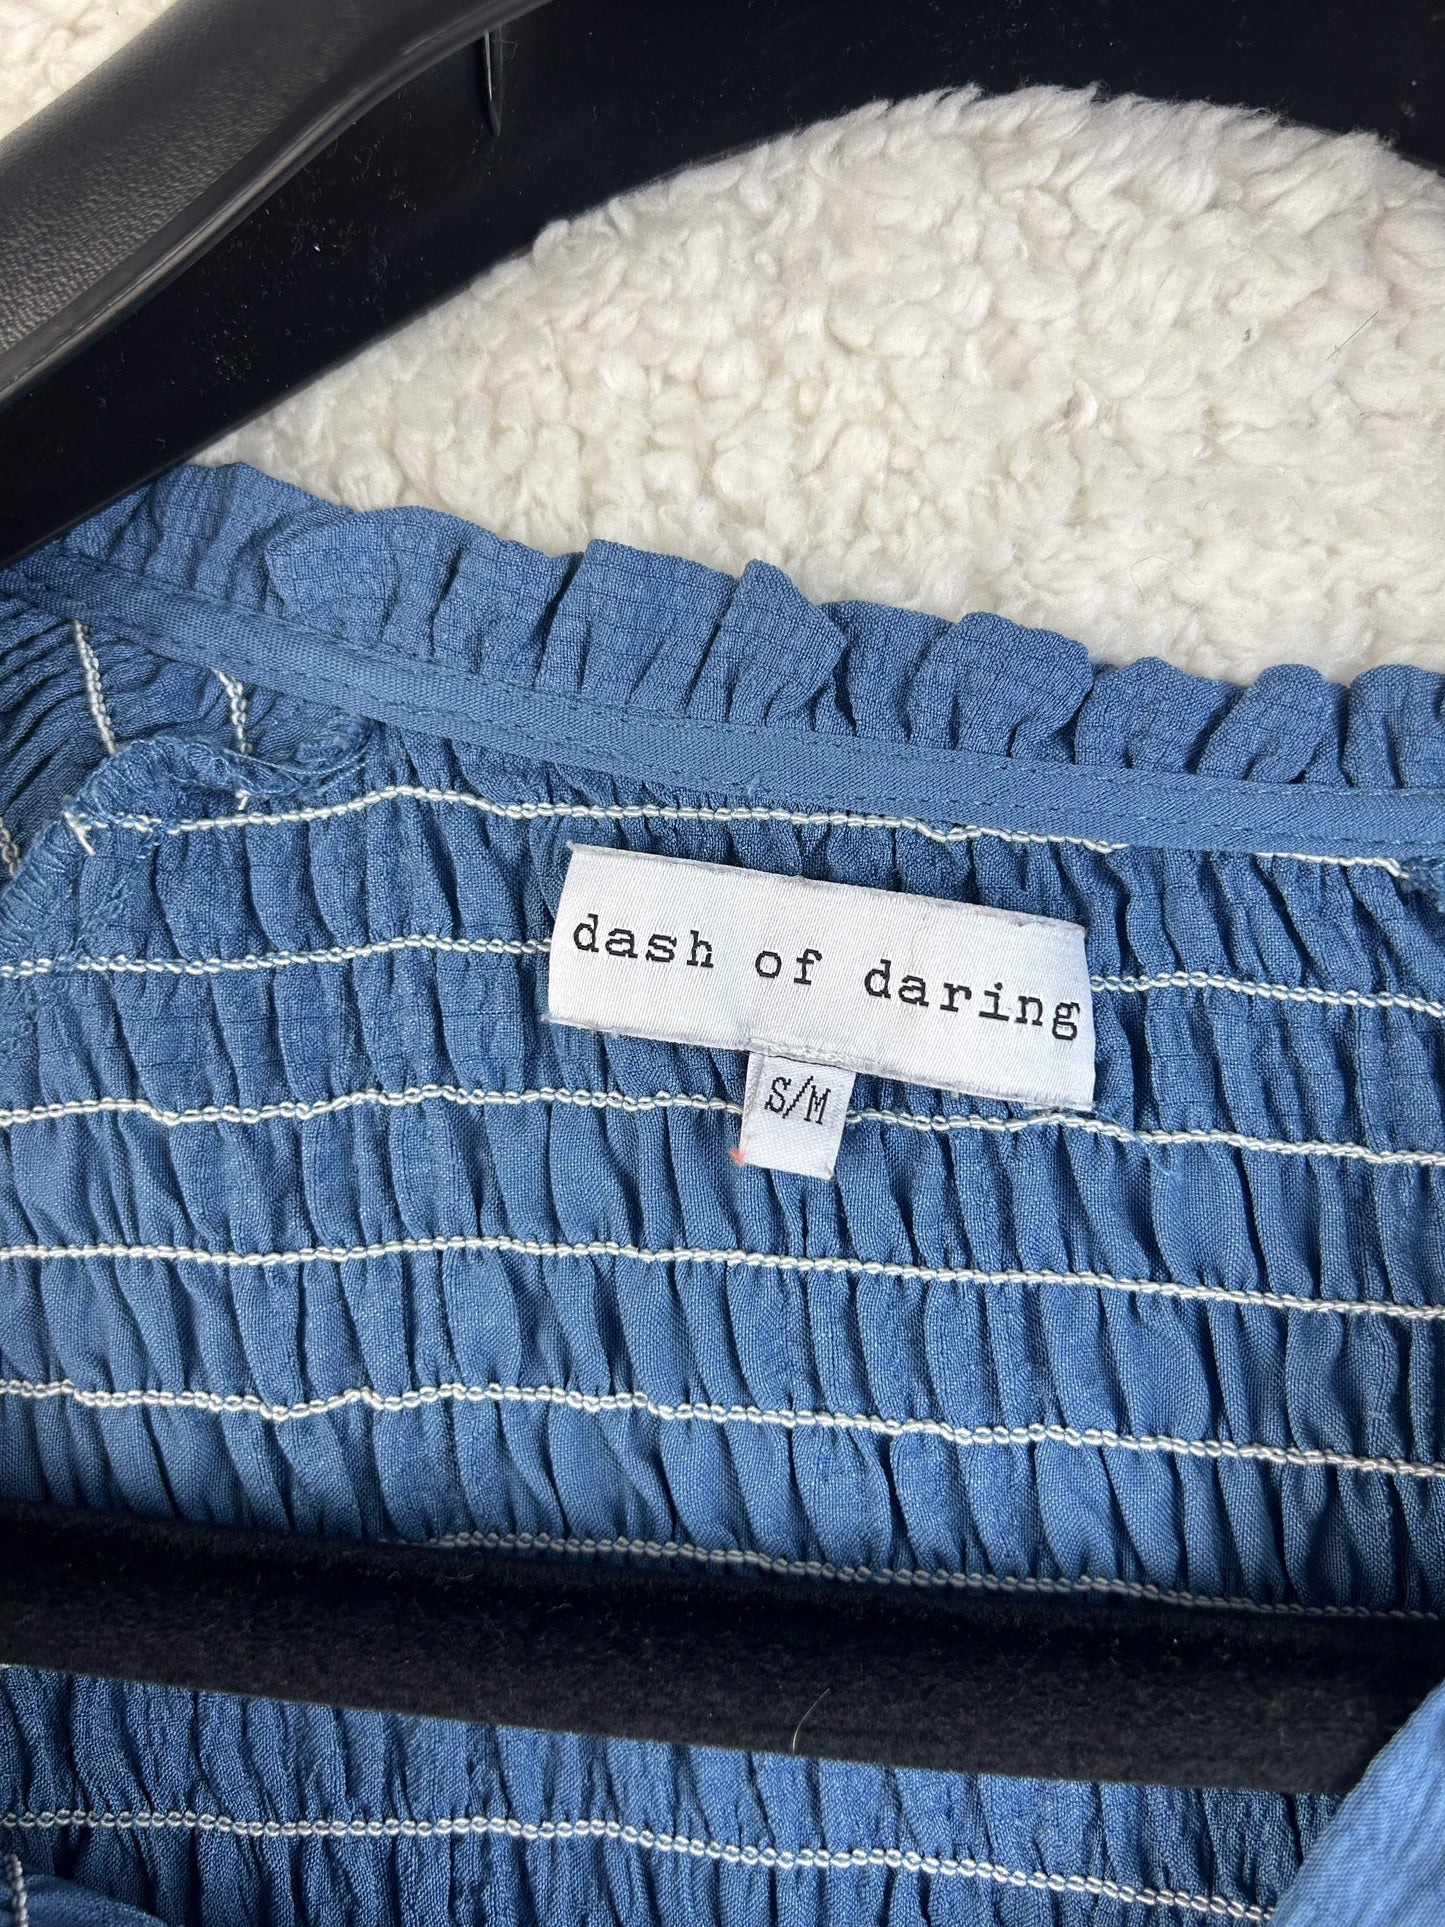 dash of daring
S/M